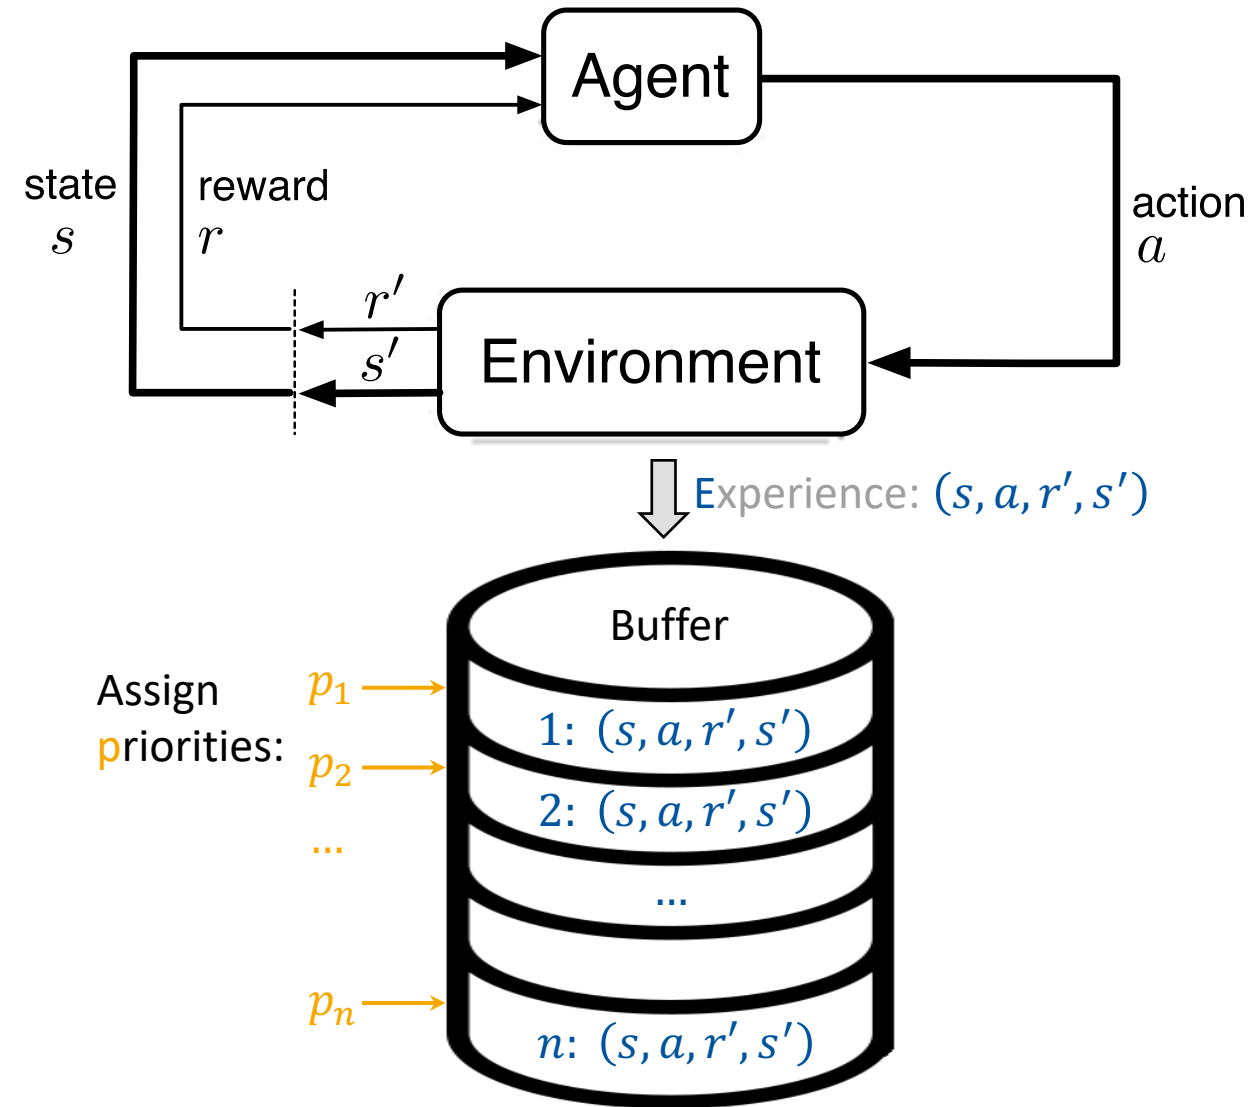 Agent
state
s
reward
r
action
a
r′
s′
Environment
Experience: (s, a, r′, s′)
Buffer
Assign
priorities:
p₁
1: (s, a, r′, s′)
p₂
2: (s, a, r′, s′)
...
...
pₙ
n: (s, a, r′, s′)